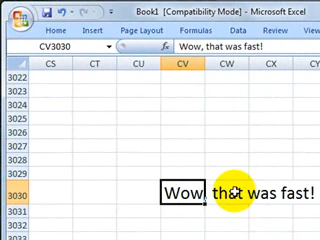 Book1 [Compatibility Mode] - Microsoft Excel
Home Insert Page Layout Formulas Data Review
CV3030 fx Wow, that was fast!
CS CT CU CV CW CX
3022
3023
3024
3025
3026
3027
3028
3029
3030 Wow, that was fast!
3031
3032